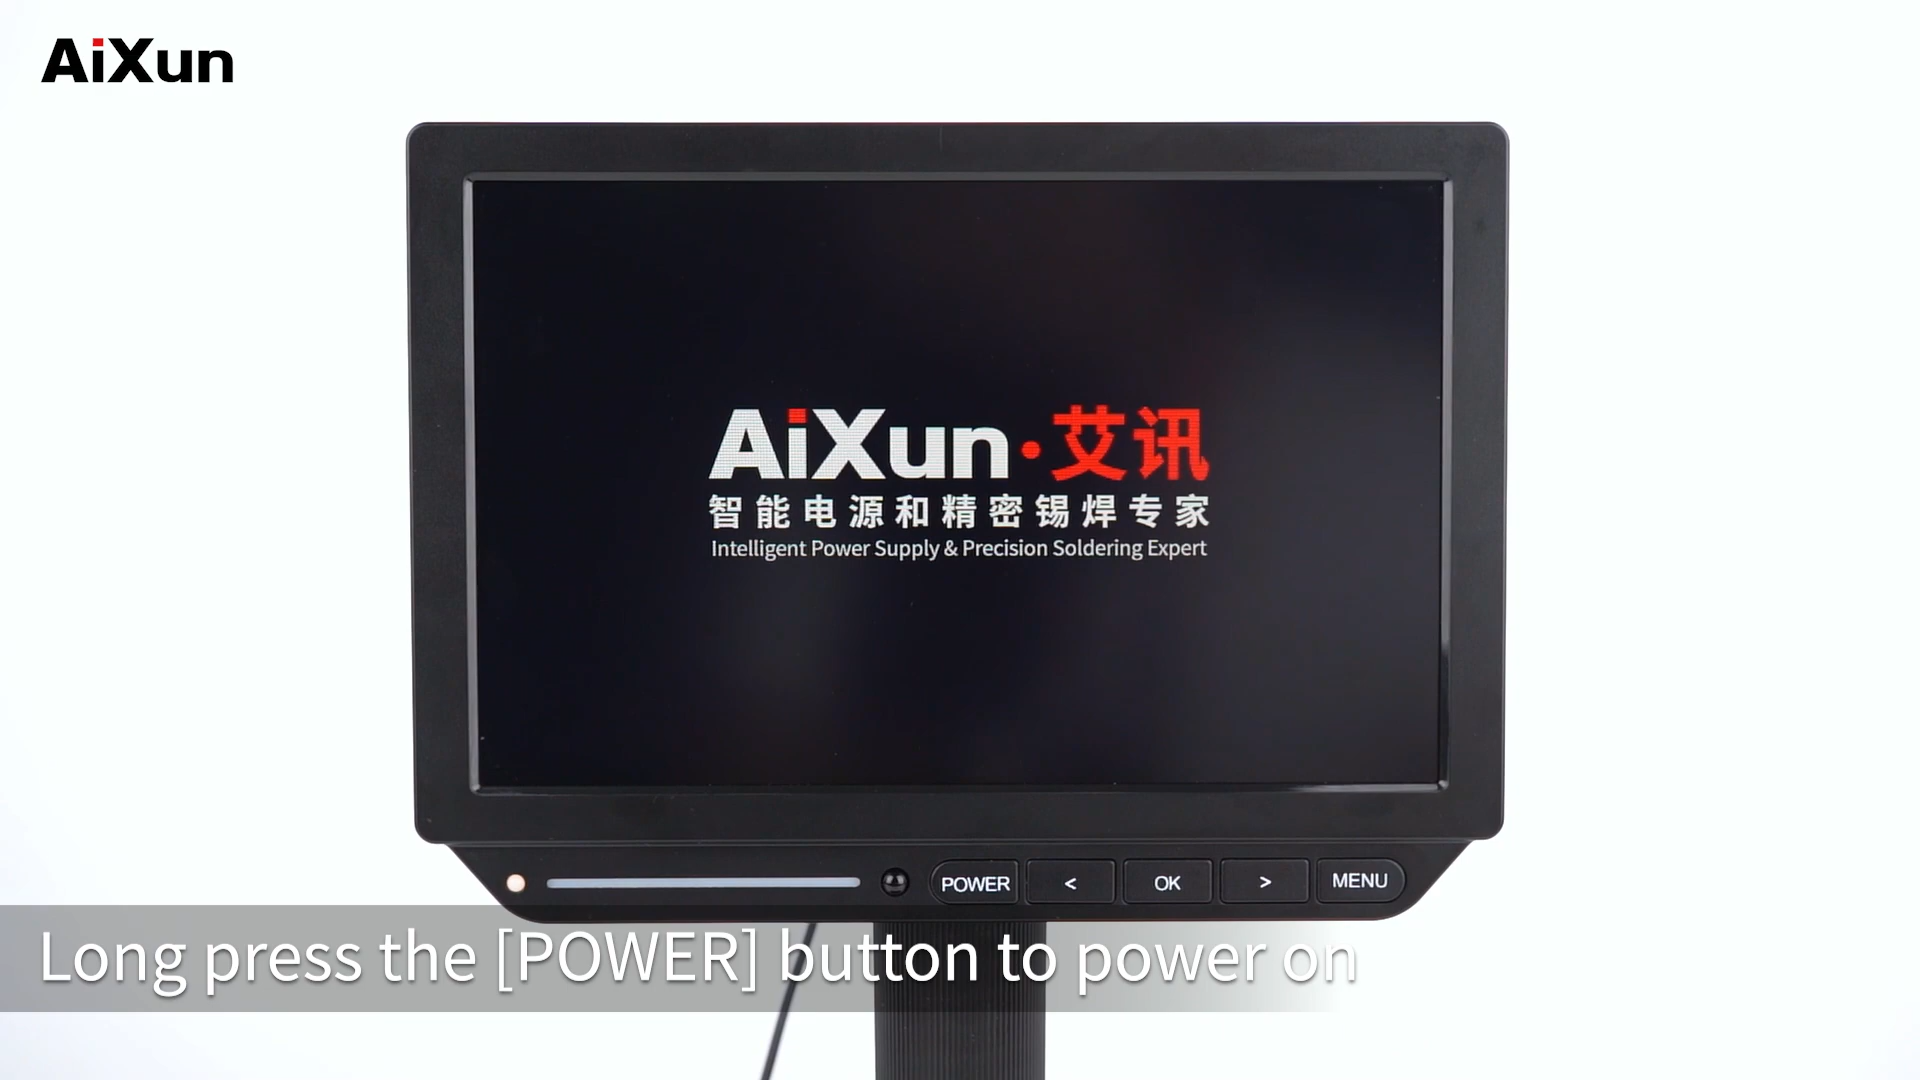 AiXun
AiXun·艾讯
智能电源和精密锡焊专家
Intelligent Power Supply & Precision Soldering Expert
POWER < OK > MENU
Long press the [POWER] button to power on